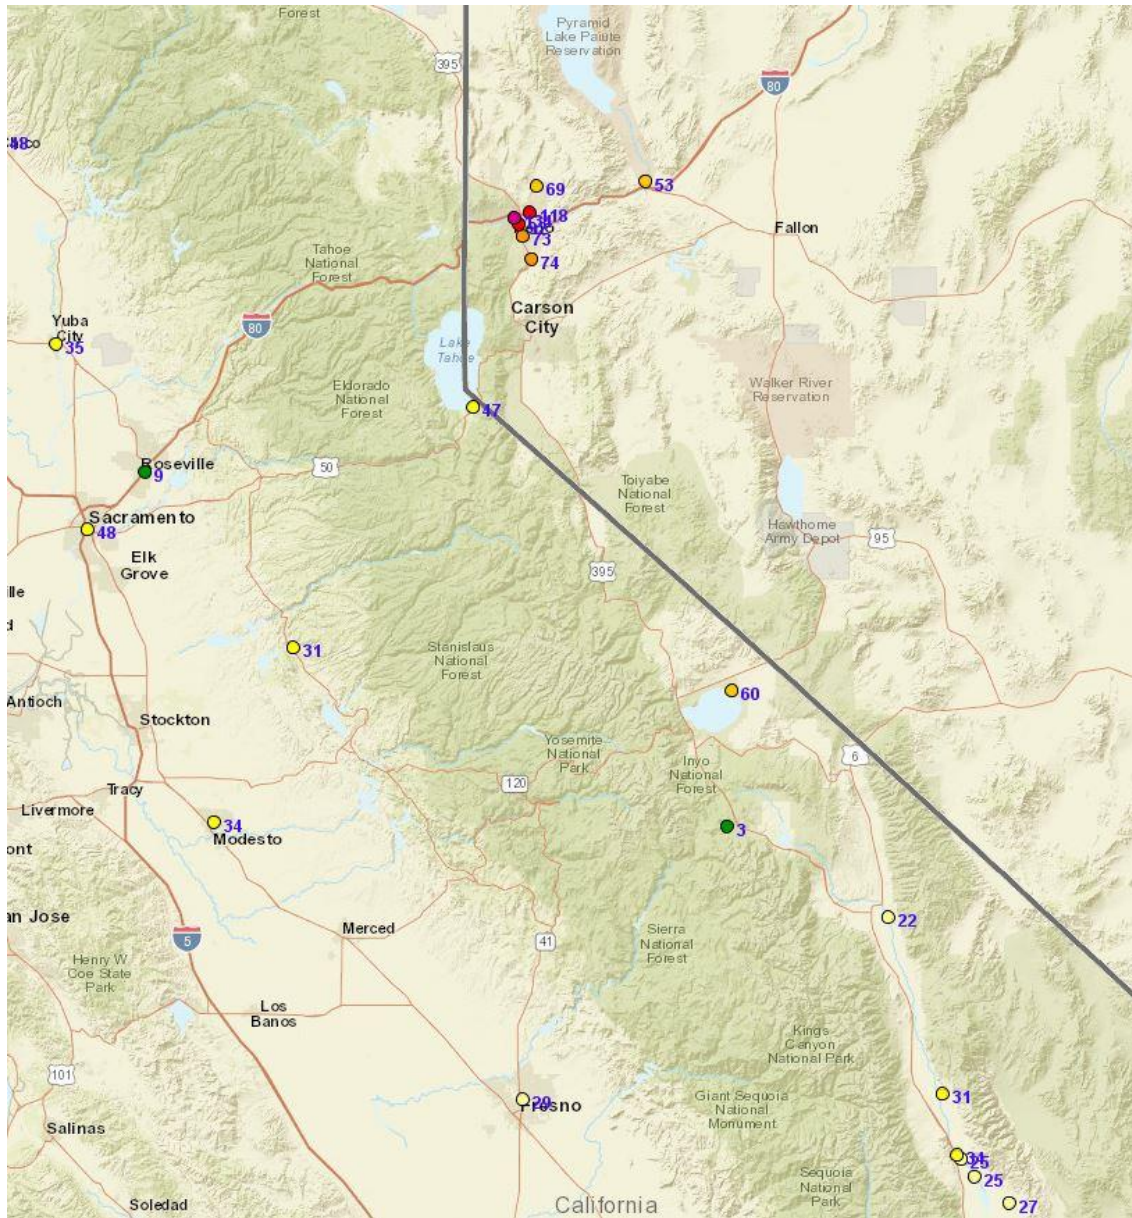 Forest
Pyramid
Lake Paiute
Reservation
395
80
48
69
53
118
73
74
Fallon
Tahoe
National
Forest
Carson
City
Yuba
City
35
80
Lake
Tahoe
Eldorado
National
Forest
47
Walker River
Reservation
Roseville
9
50
Toiyabe
National
Forest
Sacramento
48
Hawthorne
Army Depot
95
Elk
Grove
395
31
Stanislaus
National
Forest
60
Antioch
Stockton
Yosemite
National
Park
6
Inyo
National
Forest
120
Tracy
Livermore
34
Modesto
3
ont
an Jose
22
Merced
5
41
Sierra
National
Forest
Henry W
Coe State
Park
Los
Banos
Kings
Canyon
National Park
101
29
Fresno
Giant Sequoia
National
Monument
31
Salinas
25
Sequoia
National
Park
25
Soledad
California
27